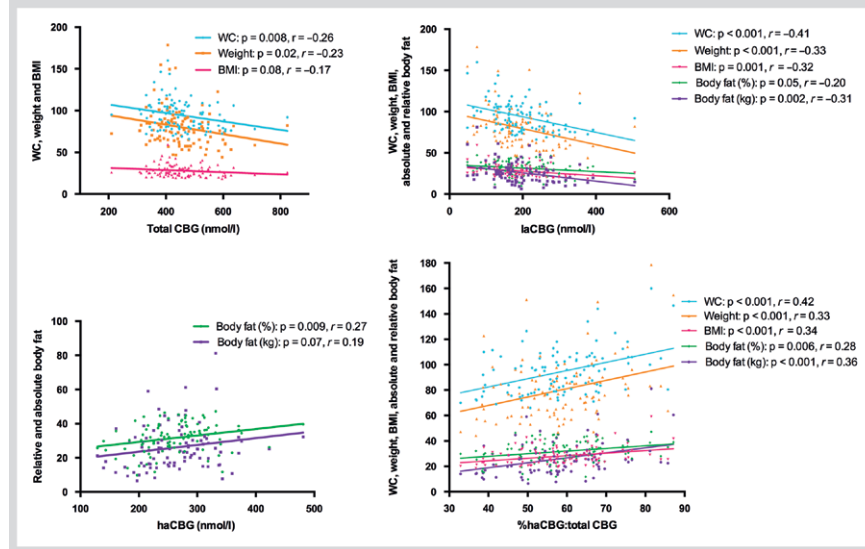 WC: p = 0.008, r = −0.26
Weight: p = 0.02, r = −0.23
BMI: p = 0.08, r = −0.17
WC, weight and BMI
200
150
100
50
0
200 400 600 800
Total CBG (nmol/l)
WC: p < 0.001, r = −0.41
Weight: p < 0.001, r = −0.33
BMI: p = 0.001, r = −0.32
Body fat (%): p = 0.05, r = −0.20
Body fat (kg): p = 0.002, r = −0.31
WC, weight, BMI,
absolute and relative body fat
200
150
100
50
0
0 200 400 600
laCBG (nmol/l)
Body fat (%): p = 0.009, r = 0.27
Body fat (kg): p = 0.07, r = 0.19
Relative and absolute body fat
100
80
60
40
20
0
100 200 300 400 500
haCBG (nmol/l)
WC: p < 0.001, r = 0.42
Weight: p < 0.001, r = 0.33
BMI: p < 0.001, r = 0.34
Body fat (%): p = 0.006, r = 0.28
Body fat (kg): p < 0.001, r = 0.36
WC, weight, BMI, absolute and relative body fat
180
160
140
120
100
80
60
40
20
0
30 40 50 60 70 80 90
%haCBG:total CBG